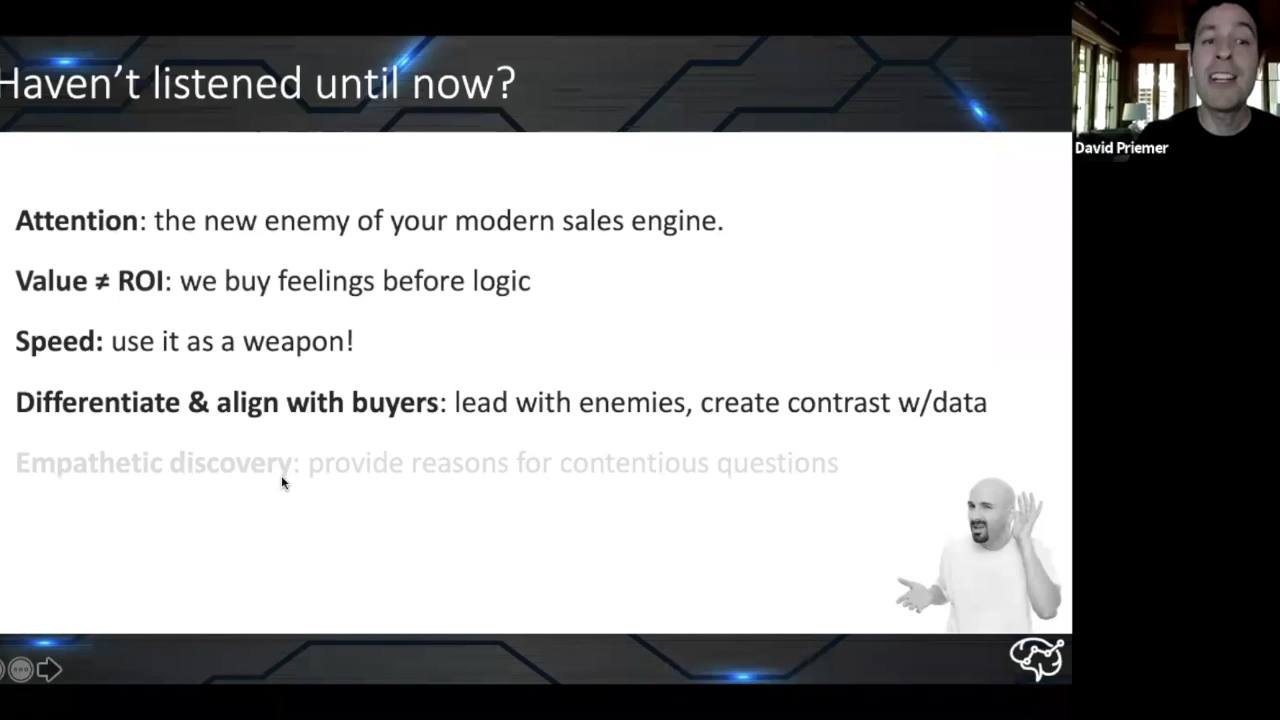 Haven't listened until now?
David Priemer
Attention: the new enemy of your modern sales engine.
Value ≠ ROI: we buy feelings before logic
Speed: use it as a weapon!
Differentiate & align with buyers: lead with enemies, create contrast w/data
Empathetic discovery: provide reasons for contentious questions